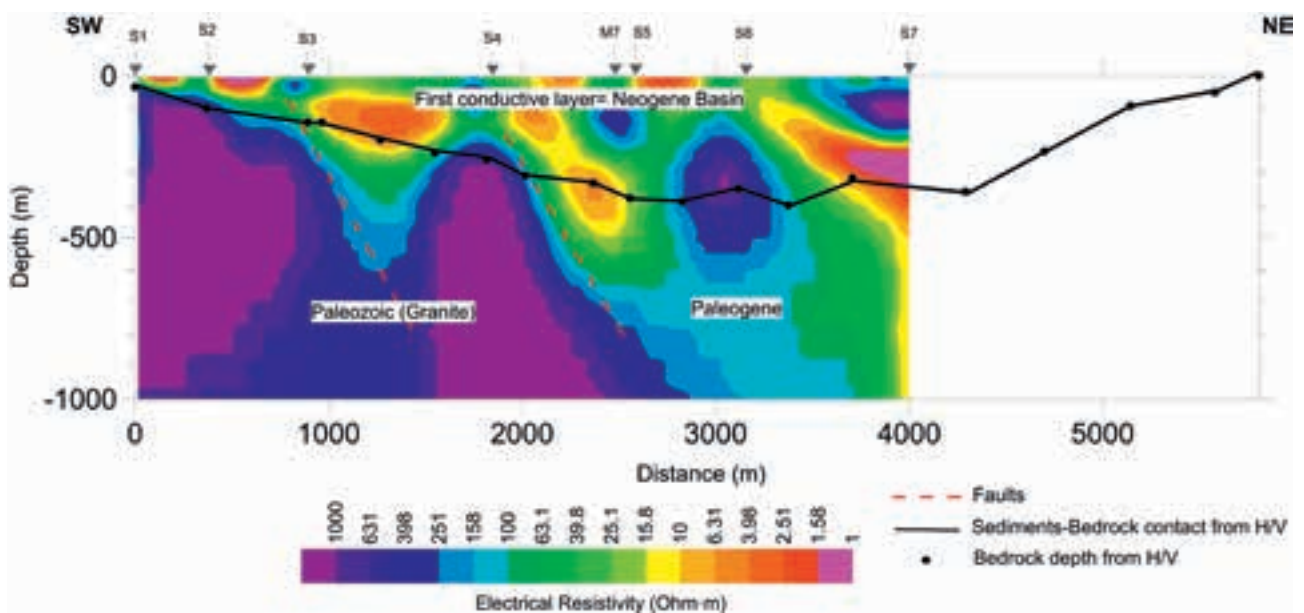 SW NE
S1 S2 S3 S4 M7 S5 S6 S7
0
First conductive layer= Neogene Basin
Depth (m)
-500
Paleozoic (Granite) Paleogene
-1000
0 1000 2000 3000 4000 5000
Distance (m)
1000 631 398 251 158 100 63.1 39.8 25.1 15.8 10 6.31 3.98 2.51 1.58 1
Electrical Resistivity (Ohm·m)
Faults
Sediments-Bedrock contact from H/V
Bedrock depth from H/V